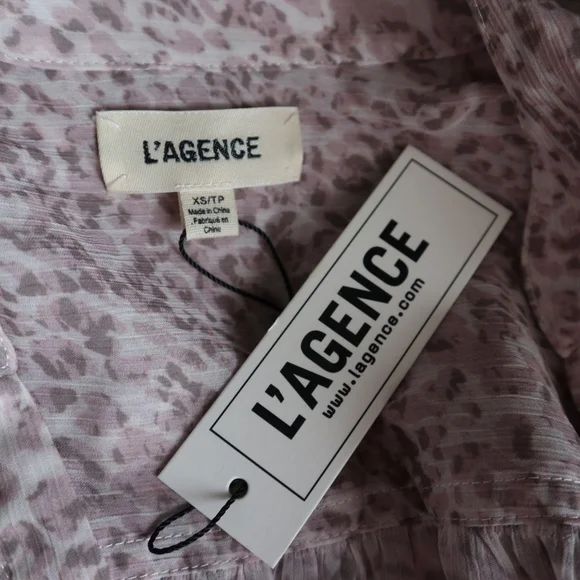 L'AGENCE
XS/TP
Made in China
Fabriqué en
Chine
L'AGENCE
www.lagence.com